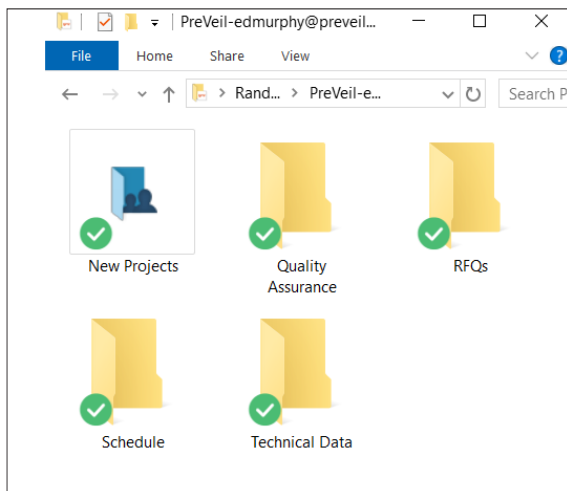 PreVeil-edmurphy@preveil...
File Home Share View ?
Rand... PreVeil-e... Search P
New Projects Quality RFQs
Assurance
Schedule Technical Data